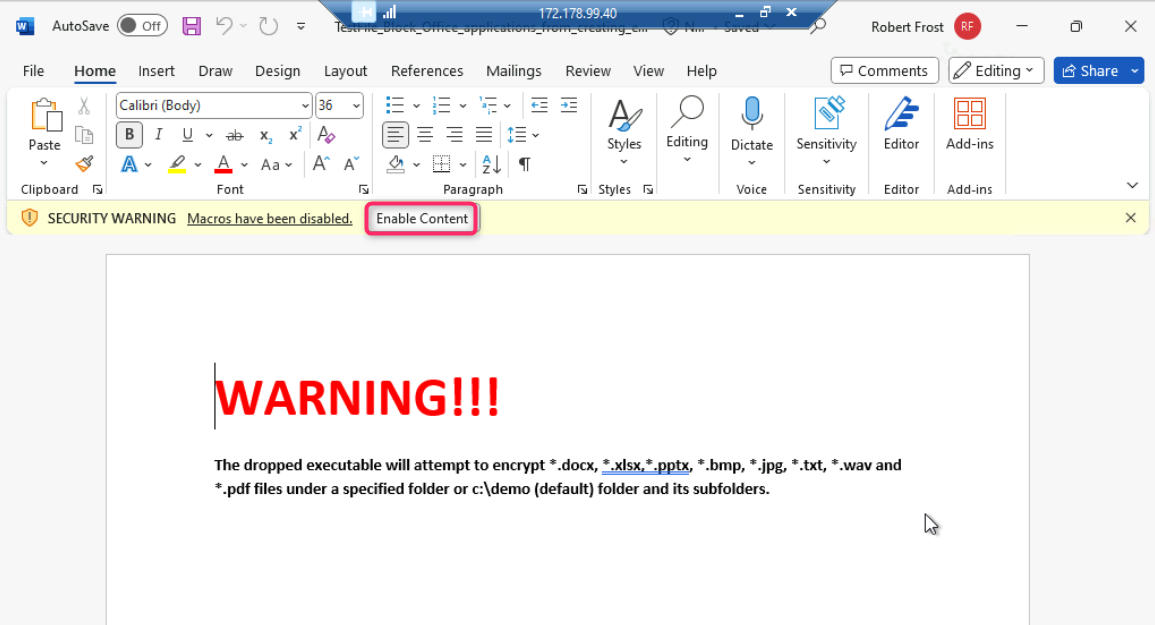 172.178.99.40
AutoSave Off TestFile_Block_Office_applications_from_creating_e... N... • Saved Robert Frost RF
File Home Insert Draw Design Layout References Mailings Review View Help Comments Editing Share
Calibri (Body) 36
B I U ab x₂ x² A
A A Aa A^ Aˇ A Z ¶
Paste Styles Editing Dictate Sensitivity Editor Add-ins
Clipboard Font Paragraph Styles Voice Sensitivity Editor Add-ins
SECURITY WARNING Macros have been disabled. Enable Content
WARNING!!!
The dropped executable will attempt to encrypt *.docx, *.xlsx,*.pptx, *.bmp, *.jpg, *.txt, *.wav and
*.pdf files under a specified folder or c:\demo (default) folder and its subfolders.